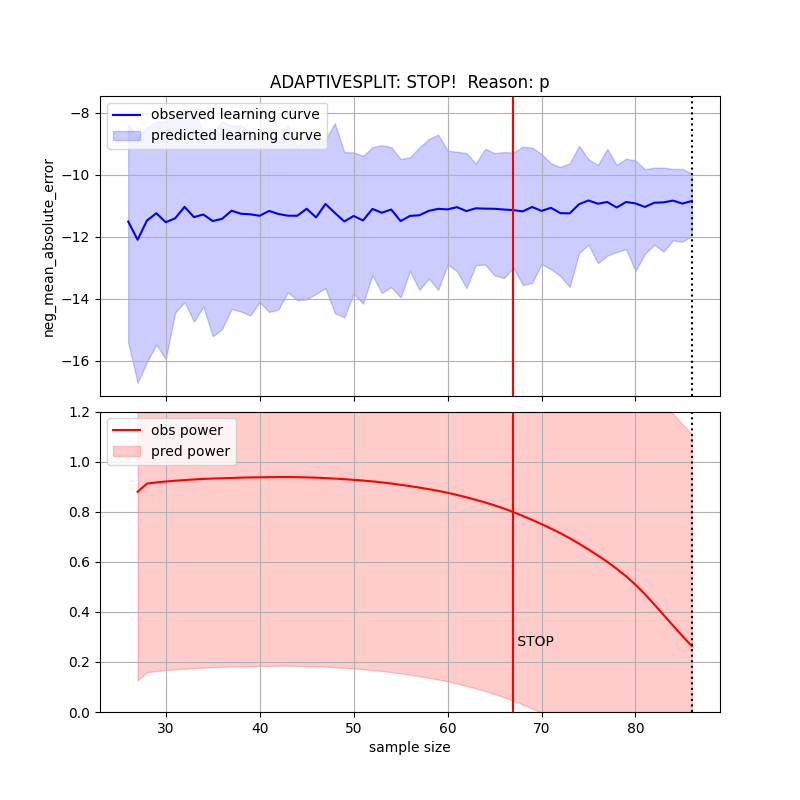 ADAPTIVESPLIT: STOP!  Reason: p
observed learning curve
predicted learning curve
neg_mean_absolute_error
−8
−10
−12
−14
−16
obs power
pred power
1.2
1.0
0.8
0.6
0.4
0.2
0.0
STOP
30 40 50 60 70 80
sample size